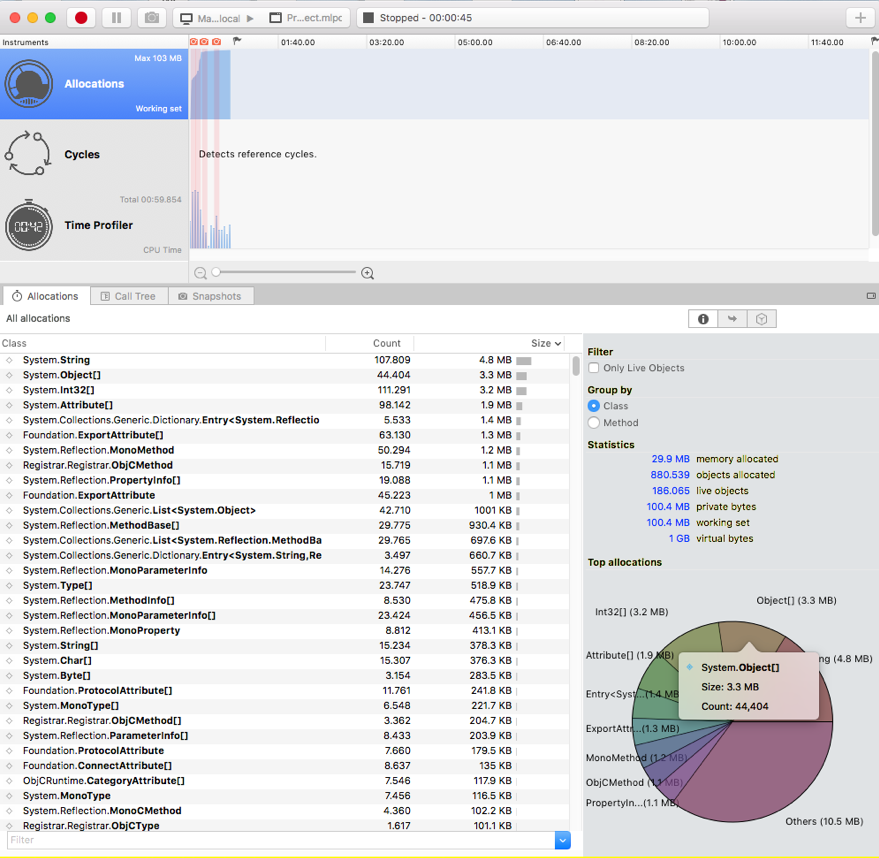 Ma...local ▶ Pr...ect.mlpc Stopped - 00:00:45
Instruments 01:40.00 03:20.00 05:00.00 06:40.00 08:20.00 10:00.00 11:40.00
Max 103 MB
Allocations
Working set
Cycles Detects reference cycles.
Total 00:59.854
00:42 Time Profiler
CPU Time
Allocations Call Tree Snapshots
All allocations
Class Count Size
System.String 107.809 4.8 MB
System.Object[] 44.404 3.3 MB
System.Int32[] 111.291 3.2 MB
System.Attribute[] 98.142 1.9 MB
System.Collections.Generic.Dictionary.Entry<System.Reflectio 5.533 1.4 MB
Foundation.ExportAttribute[] 63.130 1.3 MB
System.Reflection.MonoMethod 50.294 1.2 MB
Registrar.Registrar.ObjCMethod 15.719 1.1 MB
System.Reflection.PropertyInfo[] 19.088 1.1 MB
Foundation.ExportAttribute 45.223 1 MB
System.Collections.Generic.List<System.Object> 42.710 1001 KB
System.Reflection.MethodBase[] 29.775 930.4 KB
System.Collections.Generic.List<System.Reflection.MethodBa 29.765 697.6 KB
System.Collections.Generic.Dictionary.Entry<System.String,Re 3.497 660.7 KB
System.Reflection.MonoParameterInfo 14.276 557.7 KB
System.Type[] 23.747 518.9 KB
System.Reflection.MethodInfo[] 8.530 475.8 KB
System.Reflection.MonoParameterInfo[] 23.424 456.5 KB
System.Reflection.MonoProperty 8.812 413.1 KB
System.String[] 15.234 378.3 KB
System.Char[] 15.307 376.3 KB
System.Byte[] 3.154 283.5 KB
Foundation.ProtocolAttribute[] 11.761 241.8 KB
System.MonoType[] 6.548 221.7 KB
Registrar.Registrar.ObjCMethod[] 3.362 204.7 KB
System.Reflection.ParameterInfo[] 8.433 203.9 KB
Foundation.ProtocolAttribute 7.660 179.5 KB
Foundation.ConnectAttribute[] 8.637 135 KB
ObjCRuntime.CategoryAttribute[] 7.546 117.9 KB
System.MonoType 7.456 116.5 KB
System.Reflection.MonoCMethod 4.360 102.2 KB
Registrar.Registrar.ObjCType 1.617 101.1 KB
Filter
Filter
Only Live Objects
Group by
Class
Method
Statistics
29.9 MB memory allocated
880.539 objects allocated
186.065 live objects
100.4 MB private bytes
100.4 MB working set
1 GB virtual bytes
Top allocations
Object[] (3.3 MB)
Int32[] (3.2 MB)
Attribute[] (1.9 MB)
ng (4.8 MB)
System.Object[]
Size: 3.3 MB
Count: 44,404
Entry<Syst...(1.4 MB)
ExportAttr...(1.3 MB)
MonoMethod (1.2 MB)
ObjCMethod (1.1 MB)
PropertyIn...(1.1 MB)
Others (10.5 MB)